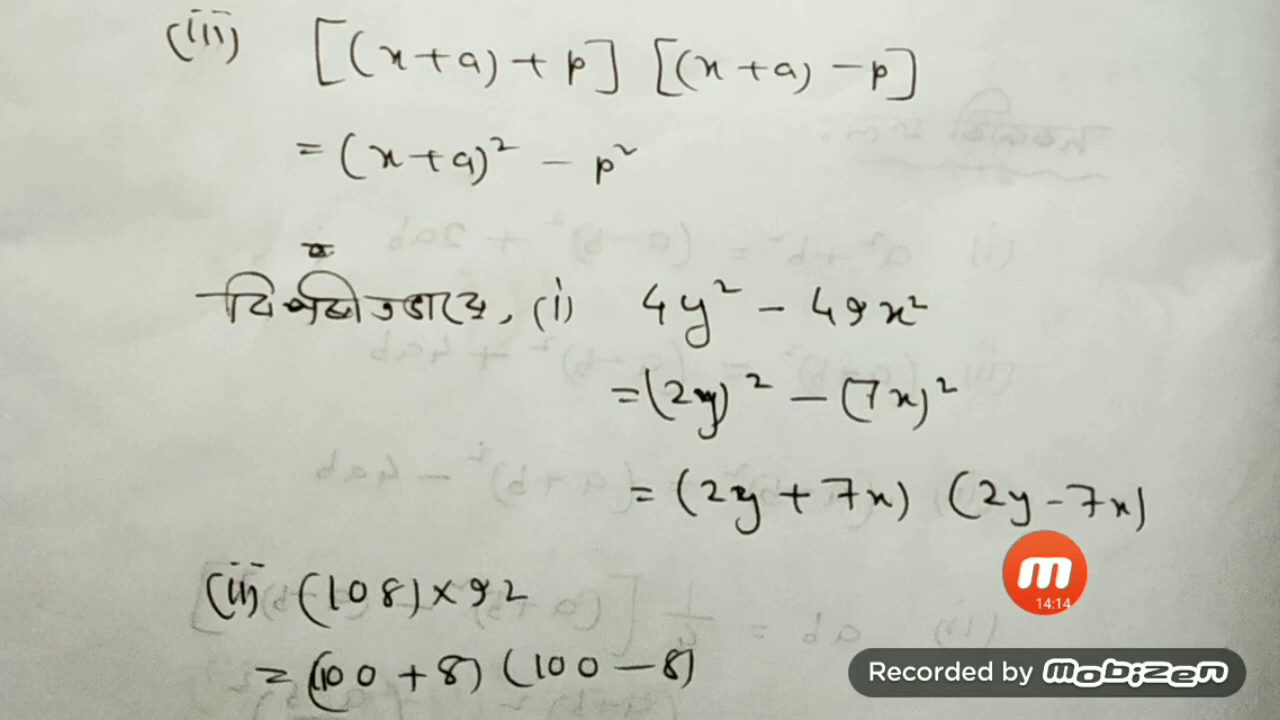 (iii) [(x+a)+p] [(x+a)-p]
= (x+a)² - p²
(i) 4y² - 49x²
= (2y)² - (7x)²
= (2y+7x) (2y-7x)
(ii) (108)×92
= (100+8) (100-8)
14:14
Recorded by mobizen